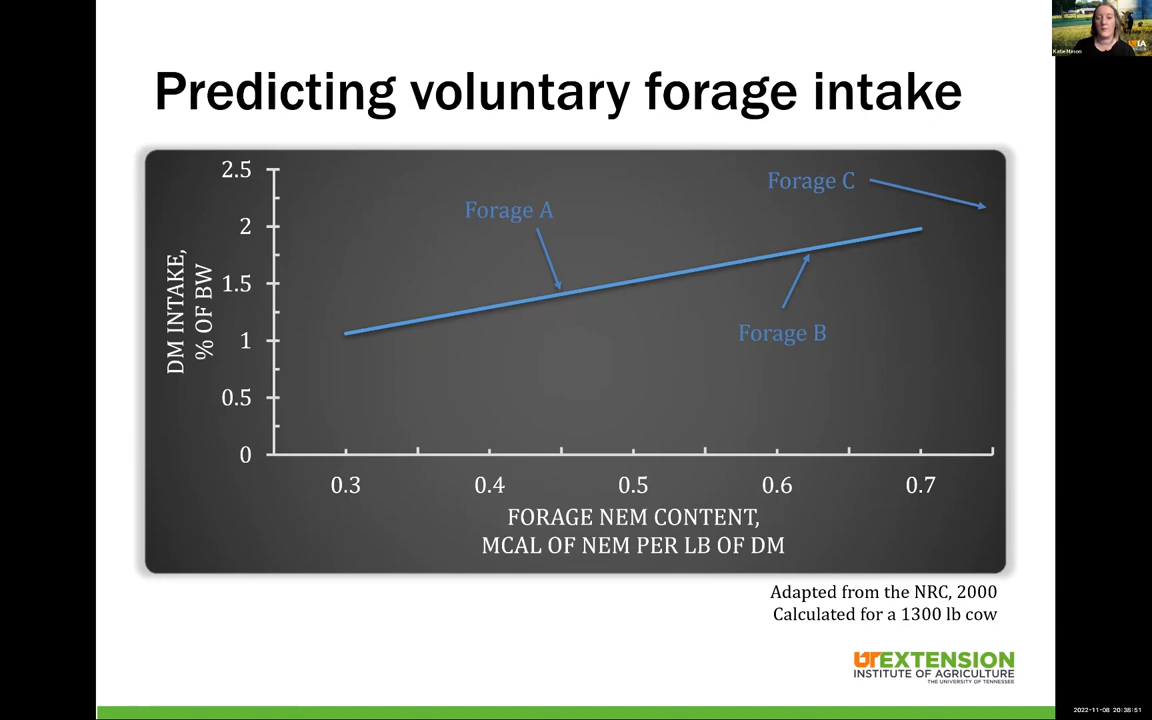 Predicting voluntary forage intake
2.5
2
1.5
1
0.5
0
DM INTAKE,
% OF BW
Forage A
Forage C
Forage B
0.3 0.4 0.5 0.6 0.7
FORAGE NEM CONTENT,
MCAL OF NEM PER LB OF DM
Adapted from the NRC, 2000
Calculated for a 1300 lb cow
UTEXTENSION
INSTITUTE OF AGRICULTURE
THE UNIVERSITY OF TENNESSEE
Katie Mason
2022-11-08 20:38:51